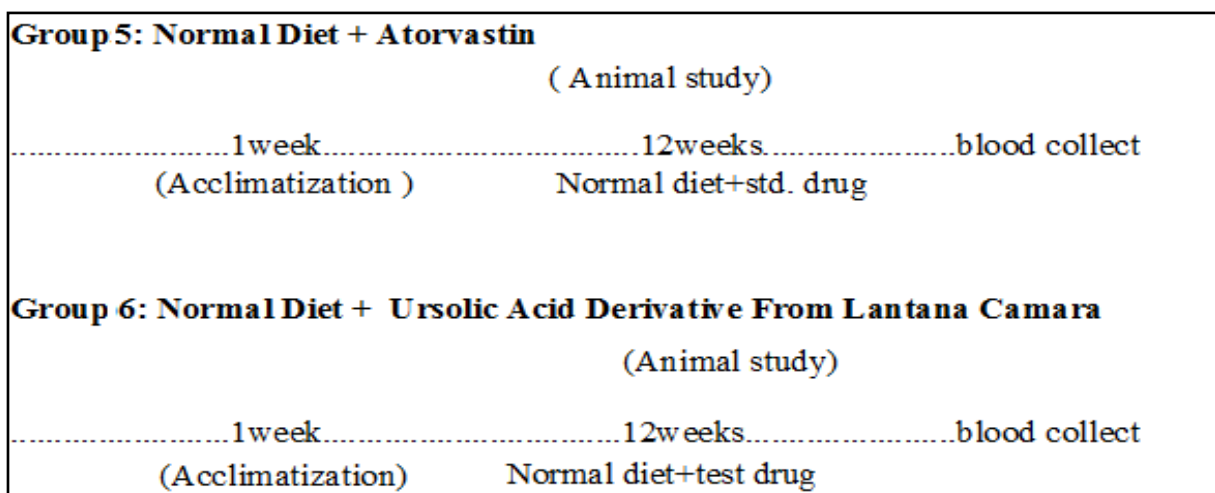 Group 5: Normal Diet + Atorvastin
( Animal study)
.........................1week....................................12weeks......................blood collect
(Acclimatization ) Normal diet+std. drug
Group 6: Normal Diet + Ursolic Acid Derivative From Lantana Camara
(Animal study)
.........................1week..................................12weeks........................blood collect
(Acclimatization) Normal diet+test drug